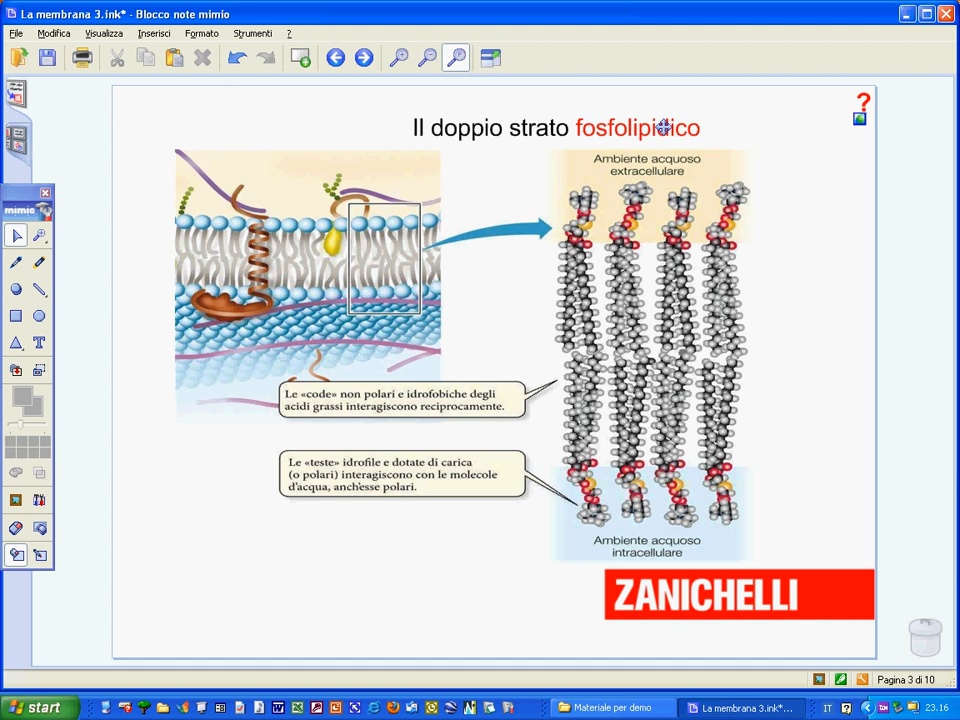 La membrana 3.ink* - Blocco note mimio
File Modifica Visualizza Inserisci Formato Strumenti ?
?
Il doppio strato fosfolipidico
Ambiente acquoso
extracellulare
mimio
Le «code» non polari e idrofobiche degli
acidi grassi interagiscono reciprocamente.
Le «teste» idrofile e dotate di carica
(o polari) interagiscono con le molecole
d'acqua, anch'esse polari.
Ambiente acquoso
intracellulare
ZANICHELLI
Pagina 3 di 10
start
Materiale per demo
La membrana 3.ink*...
IT
23.16